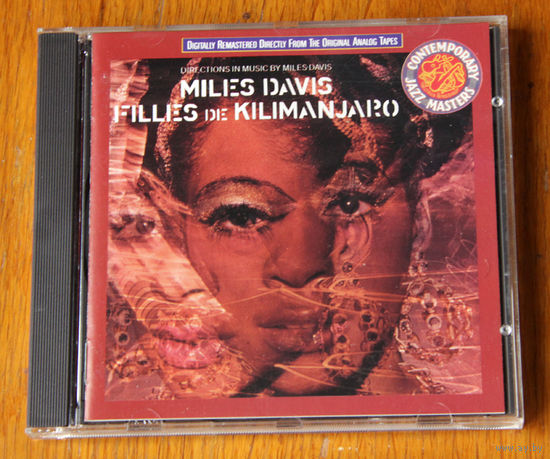 DIGITALLY REMASTERED DIRECTLY FROM THE ORIGINAL ANALOG TAPES
CONTEMPORARY
JAZZ MASTERS
DIRECTIONS IN MUSIC BY MILES DAVIS
MILES DAVIS
FILLES DE KILIMANJARO